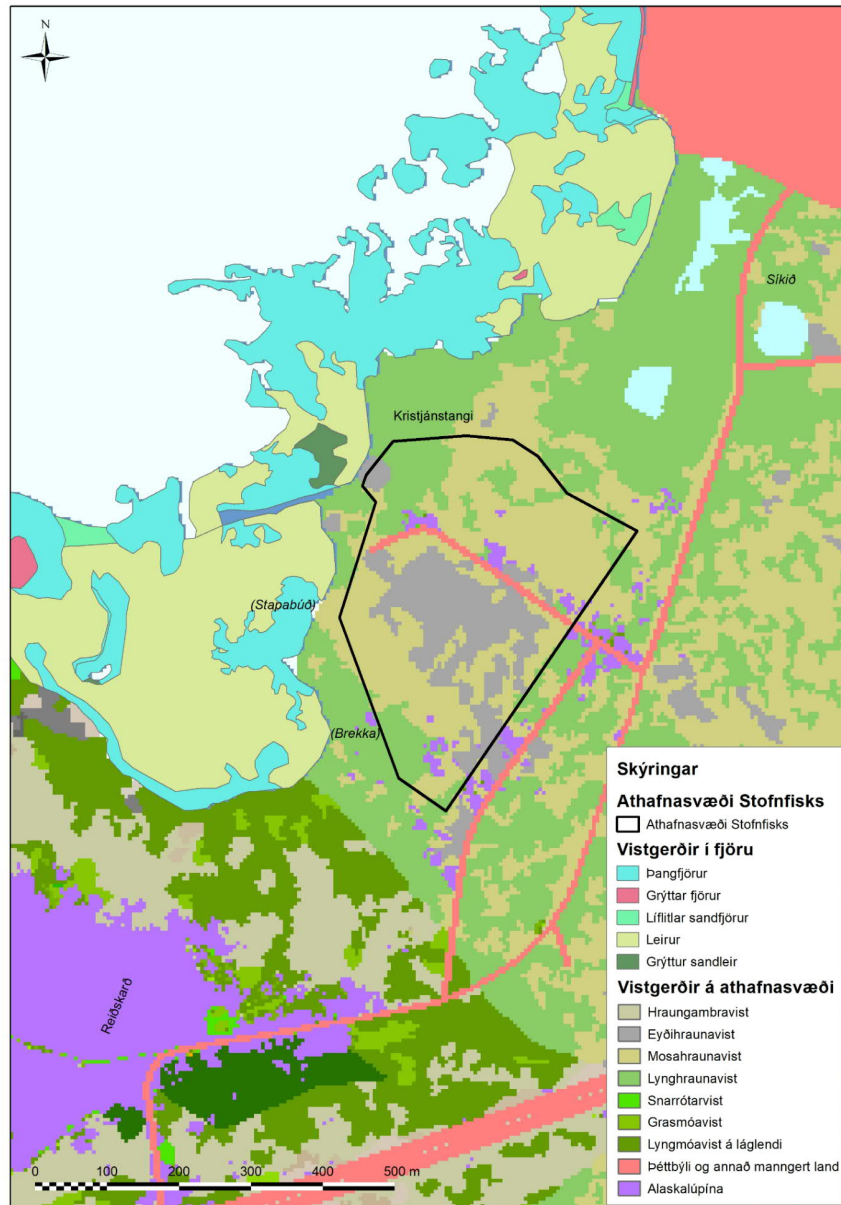 N
Síkið
Kristjánstangi
(Stapabúð)
(Brekka)
Reiðskarð
0 100 200 300 400 500 m
Skýringar
Athafnasvæði Stofnfisks
Athafnasvæði Stofnfisks
Vistgerðir í fjöru
Þangfjörur
Grýttar fjörur
Líflitlar sandfjörur
Leirur
Grýttur sandleir
Vistgerðir á athafnasvæði
Hraungambravist
Eyðihraunavist
Mosahraunavist
Lynghraunavist
Snarrótarvist
Grasmóavist
Lyngmóavist á láglendi
Þéttbýli og annað manngert land
Alaskalúpína